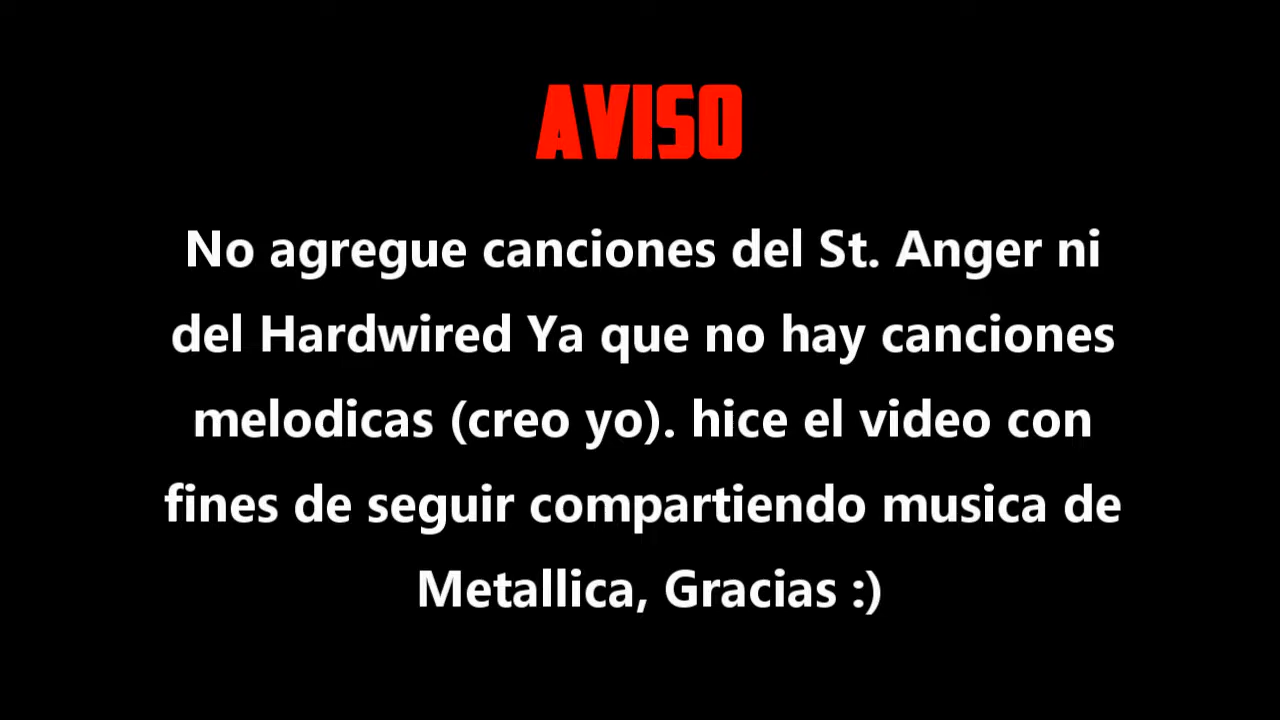 AVISO
No agregue canciones del St. Anger ni
del Hardwired Ya que no hay canciones
melodicas (creo yo). hice el video con
fines de seguir compartiendo musica de
Metallica, Gracias :)